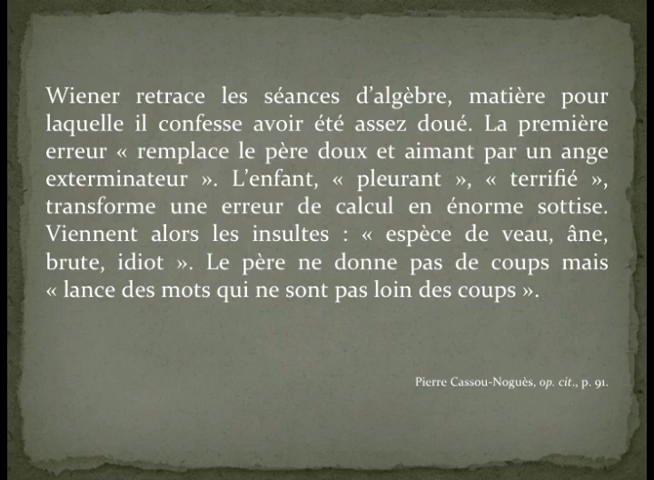 Wiener retrace les séances d'algèbre, matière pour
laquelle il confesse avoir été assez doué. La première
erreur « remplace le père doux et aimant par un ange
exterminateur ». L'enfant, « pleurant », « terrifié »,
transforme une erreur de calcul en énorme sottise.
Viennent alors les insultes : « espèce de veau, âne,
brute, idiot ». Le père ne donne pas de coups mais
« lance des mots qui ne sont pas loin des coups ».
Pierre Cassou-Noguès, op. cit., p. 91.